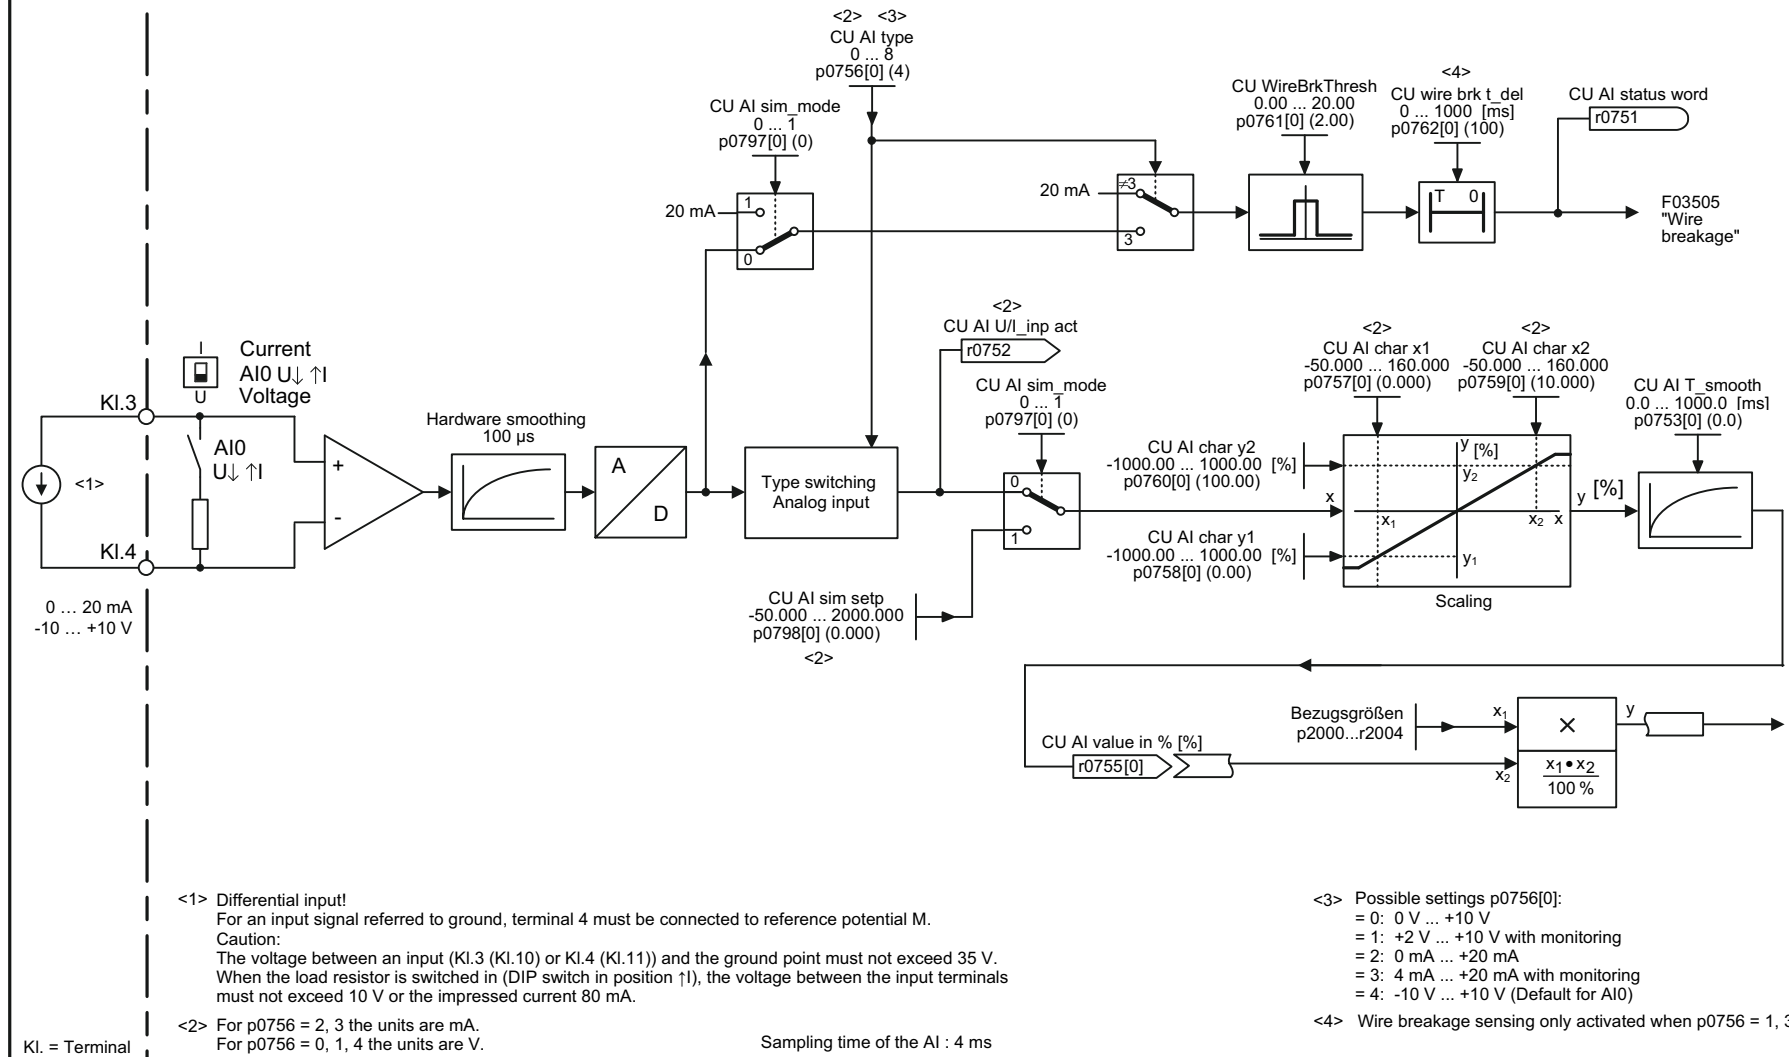 <2> <3>
CU AI type
0 ... 8
p0756[0] (4)
CU AI sim_mode
0 ... 1
p0797[0] (0)
20 mA
1
0
20 mA
≠3
3
CU WireBrkThresh
0.00 ... 20.00
p0761[0] (2.00)
<4>
CU wire brk t_del
0 ... 1000 [ms]
p0762[0] (100)
T 0
CU AI status word
r0751
F03505
"Wire
breakage"
I
U
Current
AI0 U↓ ↑I
Voltage
Kl.3
AI0
U↓ ↑I
<1>
Kl.4
0 ... 20 mA
-10 ... +10 V
+
-
Hardware smoothing
100 µs
A
D
Type switching
Analog input
<2>
CU AI U/I_inp act
r0752
CU AI sim_mode
0 ... 1
p0797[0] (0)
0
1
CU AI sim setp
-50.000 ... 2000.000
p0798[0] (0.000)
<2>
CU AI char y2
-1000.00 ... 1000.00 [%]
p0760[0] (100.00)
x
CU AI char y1
-1000.00 ... 1000.00 [%]
p0758[0] (0.00)
<2>
CU AI char x1
-50.000 ... 160.000
p0757[0] (0.000)
<2>
CU AI char x2
-50.000 ... 160.000
p0759[0] (10.000)
y [%]
y2
x1
x2 x
y1
Scaling
y [%]
CU AI T_smooth
0.0 ... 1000.0 [ms]
p0753[0] (0.0)
CU AI value in % [%]
r0755[0]
Bezugsgrößen
p2000...r2004
x1
x2
×
x1•x2
100 %
y
<1> Differential input!
For an input signal referred to ground, terminal 4 must be connected to reference potential M.
Caution:
The voltage between an input (Kl.3 (Kl.10) or Kl.4 (Kl.11)) and the ground point must not exceed 35 V.
When the load resistor is switched in (DIP switch in position ↑I), the voltage between the input terminals
must not exceed 10 V or the impressed current 80 mA.
<2> For p0756 = 2, 3 the units are mA.
For p0756 = 0, 1, 4 the units are V.
Kl. = Terminal
Sampling time of the AI : 4 ms
<3> Possible settings p0756[0]:
= 0: 0 V ... +10 V
= 1: +2 V ... +10 V with monitoring
= 2: 0 mA ... +20 mA
= 3: 4 mA ... +20 mA with monitoring
= 4: -10 V ... +10 V (Default for AI0)
<4> Wire breakage sensing only activated when p0756 = 1, 3